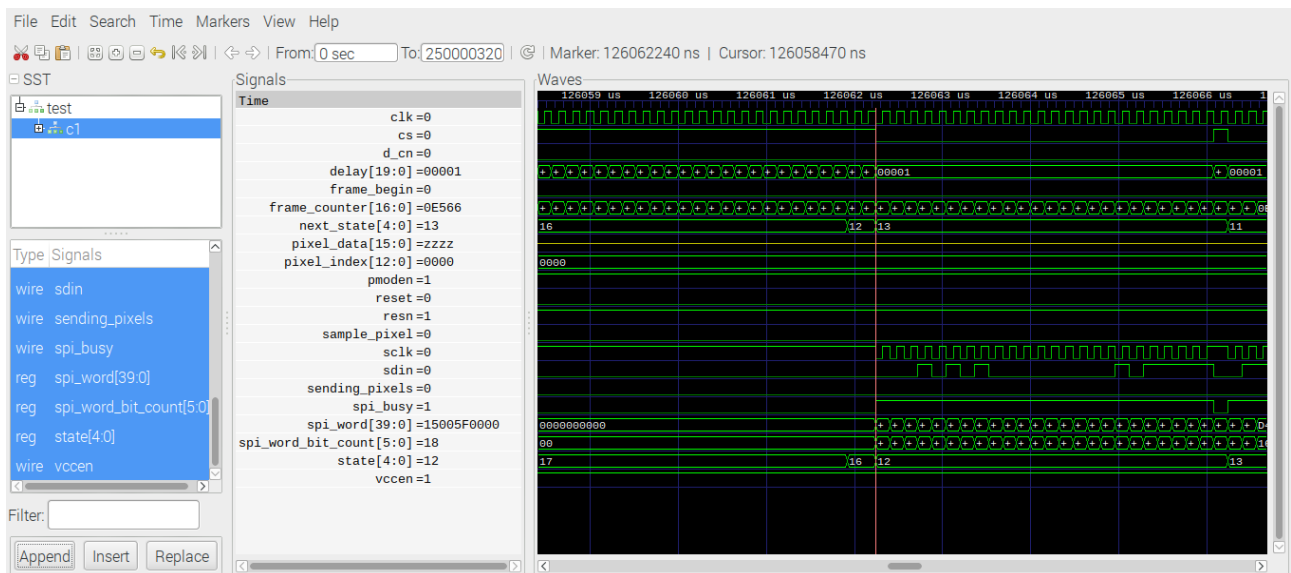 File Edit Search Time Markers View Help
From: 0 sec To: 250000320 | Marker: 126062240 ns | Cursor: 126058470 ns
SST
test
c1
Type Signals
wire sdin
wire sending_pixels
wire spi_busy
reg spi_word[39:0]
reg spi_word_bit_count[5:0]
reg state[4:0]
wire vccen
Filter:
Append Insert Replace
Signals
Time
clk=0
cs=0
d_cn=0
delay[19:0]=00001
frame_begin=0
frame_counter[16:0]=0E566
next_state[4:0]=13
pixel_data[15:0]=zzzz
pixel_index[12:0]=0000
pmoden=1
reset=0
resn=1
sample_pixel=0
sclk=0
sdin=0
sending_pixels=0
spi_busy=1
spi_word[39:0]=15005F0000
spi_word_bit_count[5:0]=18
state[4:0]=12
vccen=1
Waves
126059 us 126060 us 126061 us 126062 us 126063 us 126064 us 126065 us 126066 us 1
+ + + + + + + + + + + + + + + + + + + + + + + 00001 + 00001
16 12 13 11
0000
0000000000
00
17 16 12 13